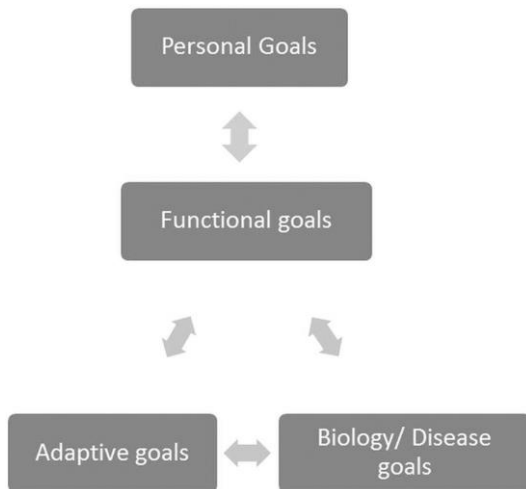 Personal Goals
Functional goals
Adaptive goals
Biology/ Disease
goals